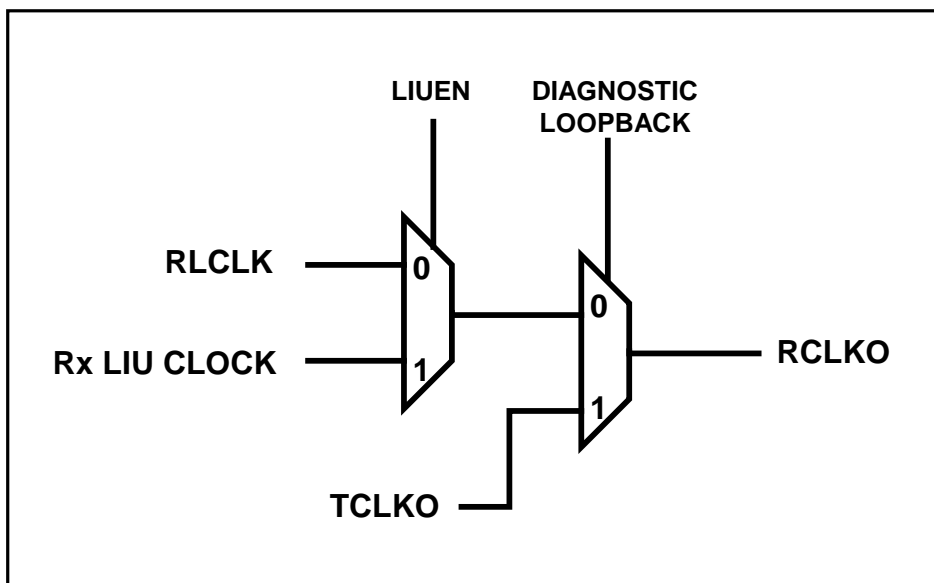 LIUEN
DIAGNOSTIC
LOOPBACK
RLCLK
0
0
Rx LIU CLOCK
1
RCLKO
1
TCLKO